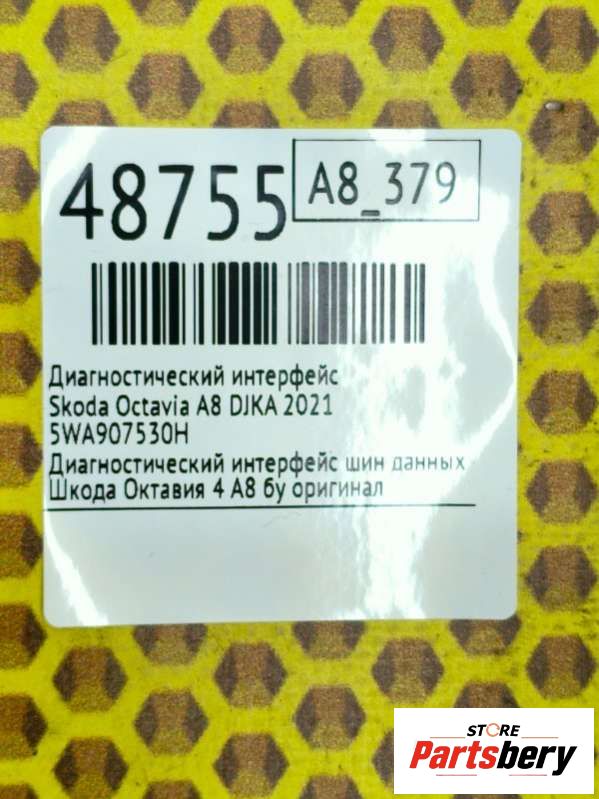 48755
A8_379
Диагностический интерфейс
Skoda Octavia A8 DJKA 2021
5WA907530H
Диагностический интерфейс шин данных
Шкода Октавия 4 А8 бу оригинал
STORE
Partsbery